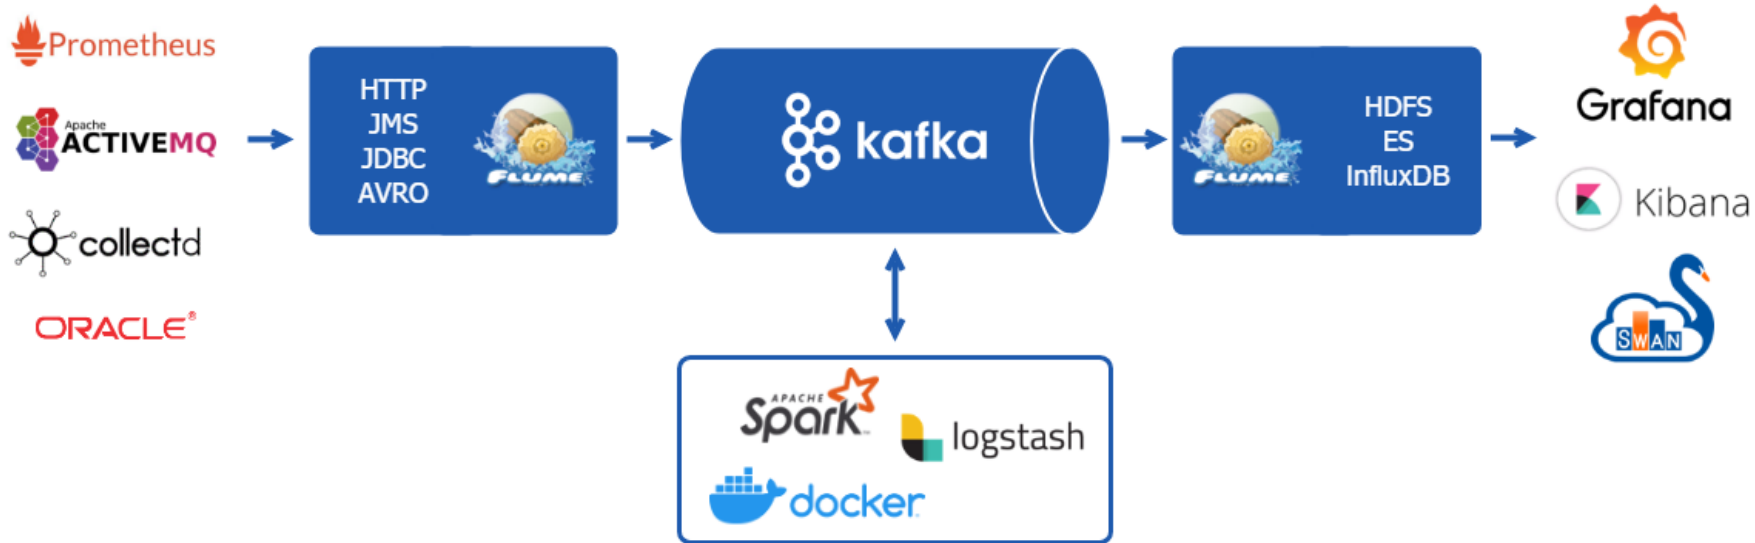 Prometheus
Apache
ACTIVEMQ
collectd
ORACLE®
HTTP
JMS
JDBC
AVRO
FLUME
kafka
APACHE
Spark™
logstash
docker
FLUME
HDFS
ES
InfluxDB
Grafana
Kibana
SWAN